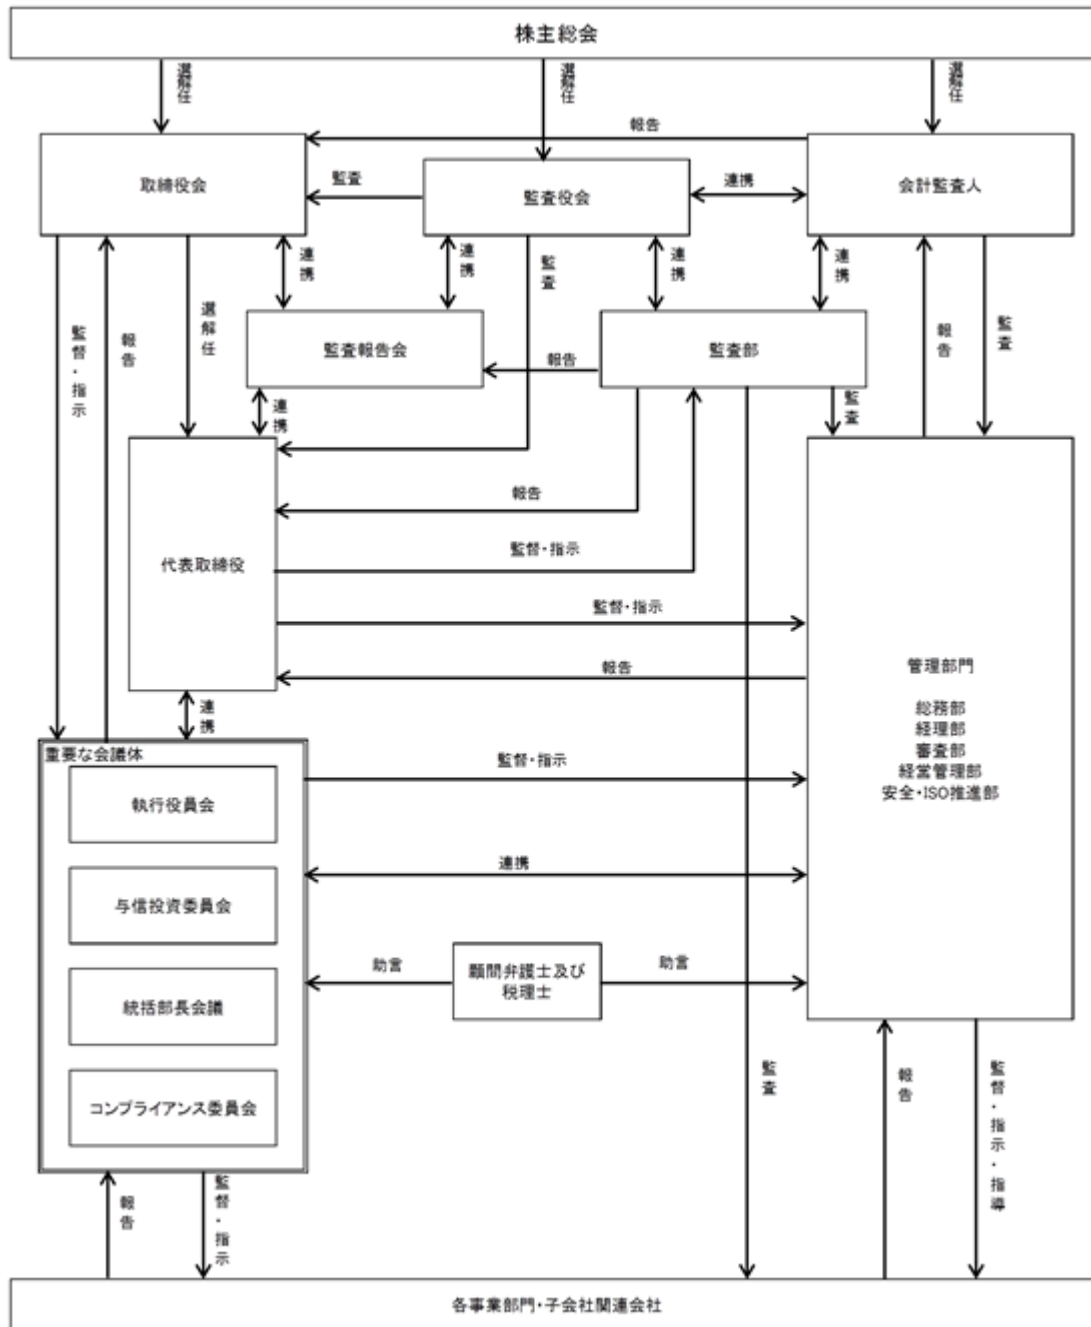 株主総会
選解任
選解任
選解任
報告
取締役会
監査
監査役会
連携
会計監査人
連携
連携
監査
連携
連携
監督・指示
報告
選解任
監査報告会
報告
監査部
報告
監査
連携
監査
報告
代表取締役
監督・指示
監督・指示
報告
管理部門
総務部
経理部
審査部
経営管理部
安全・ISO推進部
連携
重要な会議体
監督・指示
執行役員会
連携
与信投資委員会
助言
顧問弁護士及び
税理士
助言
統括部長会議
監査
報告
監督・指示・指導
コンプライアンス委員会
報告
監督・指示
各事業部門・子会社関連会社